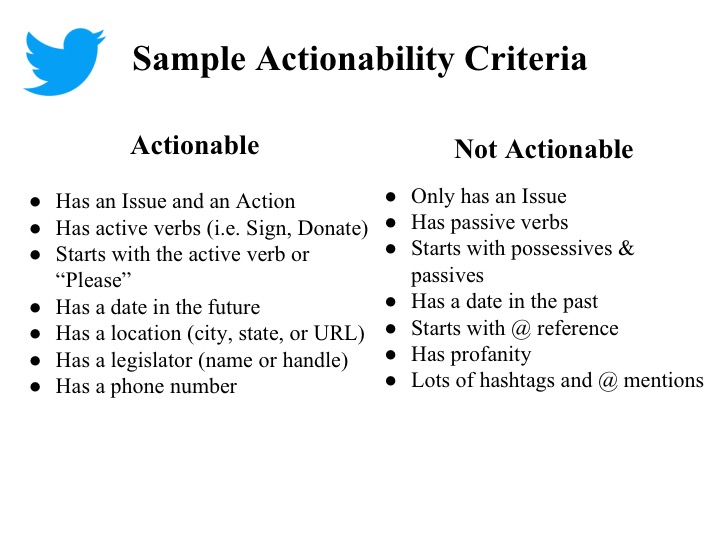 Sample Actionability Criteria
Actionable
● Has an Issue and an Action
● Has active verbs (i.e. Sign, Donate)
● Starts with the active verb or
“Please”
● Has a date in the future
● Has a location (city, state, or URL)
● Has a legislator (name or handle)
● Has a phone number
Not Actionable
● Only has an Issue
● Has passive verbs
● Starts with possessives &
passives
● Has a date in the past
● Starts with @ reference
● Has profanity
● Lots of hashtags and @ mentions